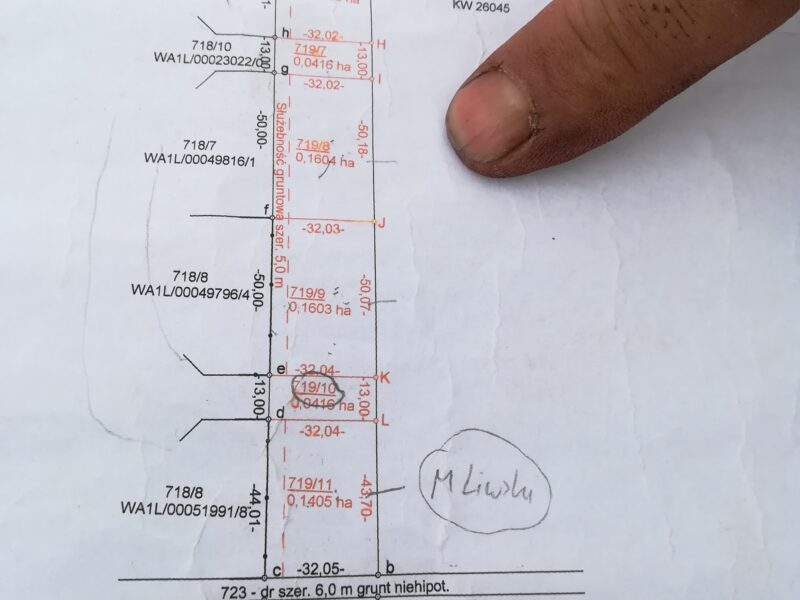 KW 26045
h
-32,02-
H
718/10
WA1L/00023022/0
-13,00-
719/7
0,0416 ha
-13,00-
g
-32,02-
I
-50,00-
Służebność gruntowa szer. 5,0 m
718/7
WA1L/00049816/1
719/8
0,1604 ha
-50,18-
f
-32,03-
J
718/8
WA1L/00049796/4
-50,00-
719/9
0,1603 ha
-50,07-
e
-32,04-
K
-13,00-
719/10
0,0416 ha
-13,00-
d
-32,04-
L
718/8
WA1L/00051991/8
-44,01-
719/11
0,1405 ha
-43,70-
c
-32,05-
b
723 - dr szer. 6,0 m grunt niehipot.